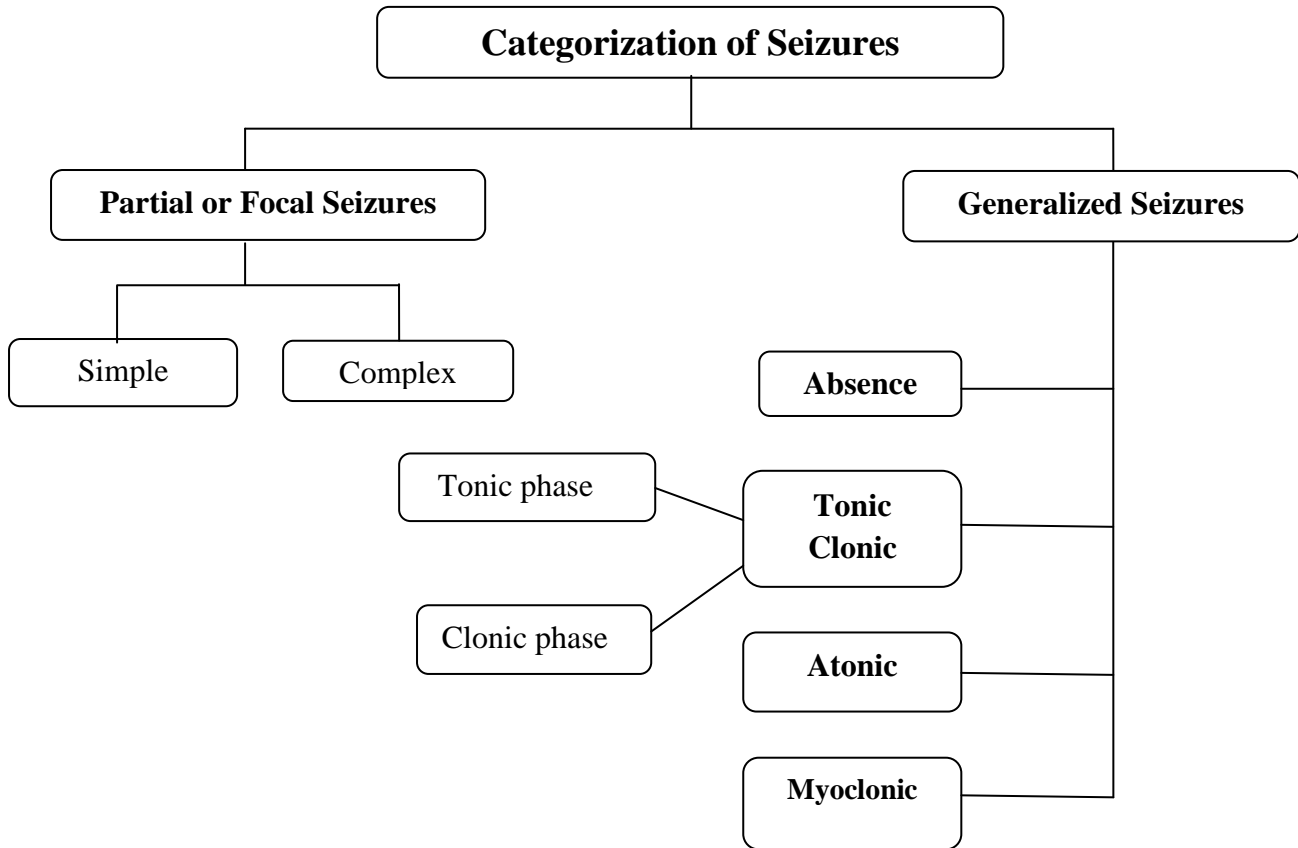 Categorization of Seizures
Partial or Focal Seizures
Generalized Seizures
Simple
Complex
Absence
Tonic phase
Tonic
Clonic
Clonic phase
Atonic
Myoclonic